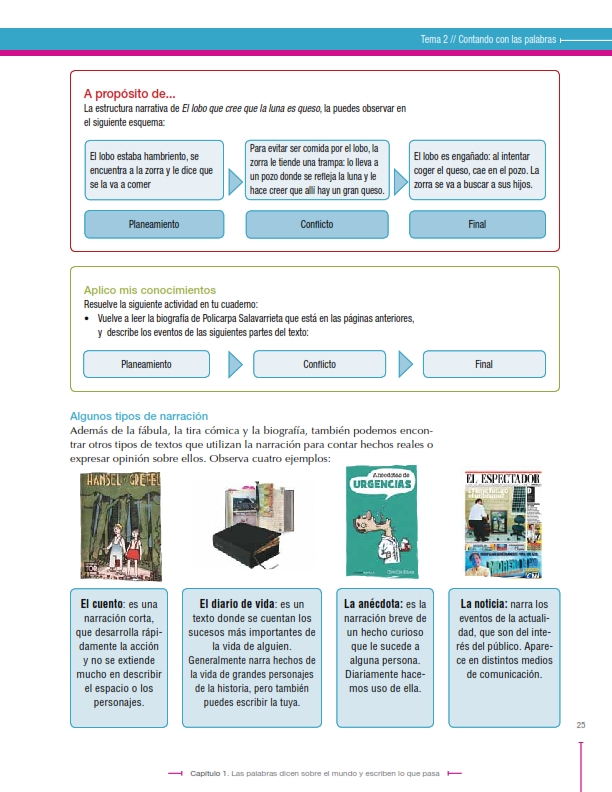 Tema 2 // Contando con las palabras
A propósito de...
La estructura narrativa de El lobo que cree que la luna es queso, la puedes observar en
el siguiente esquema:
El lobo estaba hambriento, se
encuentra a la zorra y le dice que
se la va a comer
Para evitar ser comida por el lobo, la
zorra le tiende una trampa: lo lleva a
un pozo donde se refleja la luna y le
hace creer que allí hay un gran queso.
El lobo es engañado: al intentar
coger el queso, cae en el pozo. La
zorra se va a buscar a sus hijos.
Planeamiento
Conflicto
Final
Aplico mis conocimientos
Resuelve la siguiente actividad en tu cuaderno:
• Vuelve a leer la biografía de Policarpa Salavarrieta que está en las páginas anteriores,
y describe los eventos de las siguientes partes del texto:
Planeamiento
Conflicto
Final
Algunos tipos de narración
Además de la fábula, la tira cómica y la biografía, también podemos encon-
trar otros tipos de textos que utilizan la narración para contar hechos reales o
expresar opinión sobre ellos. Observa cuatro ejemplos:
HANSEL Y GRETEL
Anécdotas de
URGENCIAS
EL ESPECTADOR
El cuento: es una
narración corta,
que desarrolla rápi-
damente la acción
y no se extiende
mucho en describir
el espacio o los
personajes.
El diario de vida: es un
texto donde se cuentan los
sucesos más importantes de
la vida de alguien.
Generalmente narra hechos de
la vida de grandes personajes
de la historia, pero también
puedes escribir la tuya.
La anécdota: es la
narración breve de
un hecho curioso
que le sucede a
alguna persona.
Diariamente hace-
mos uso de ella.
La noticia: narra los
eventos de la actuali-
dad, que son del inte-
rés del público. Apare-
ce en distintos medios
de comunicación.
25
Capítulo 1. Las palabras dicen sobre el mundo y escriben lo que pasa